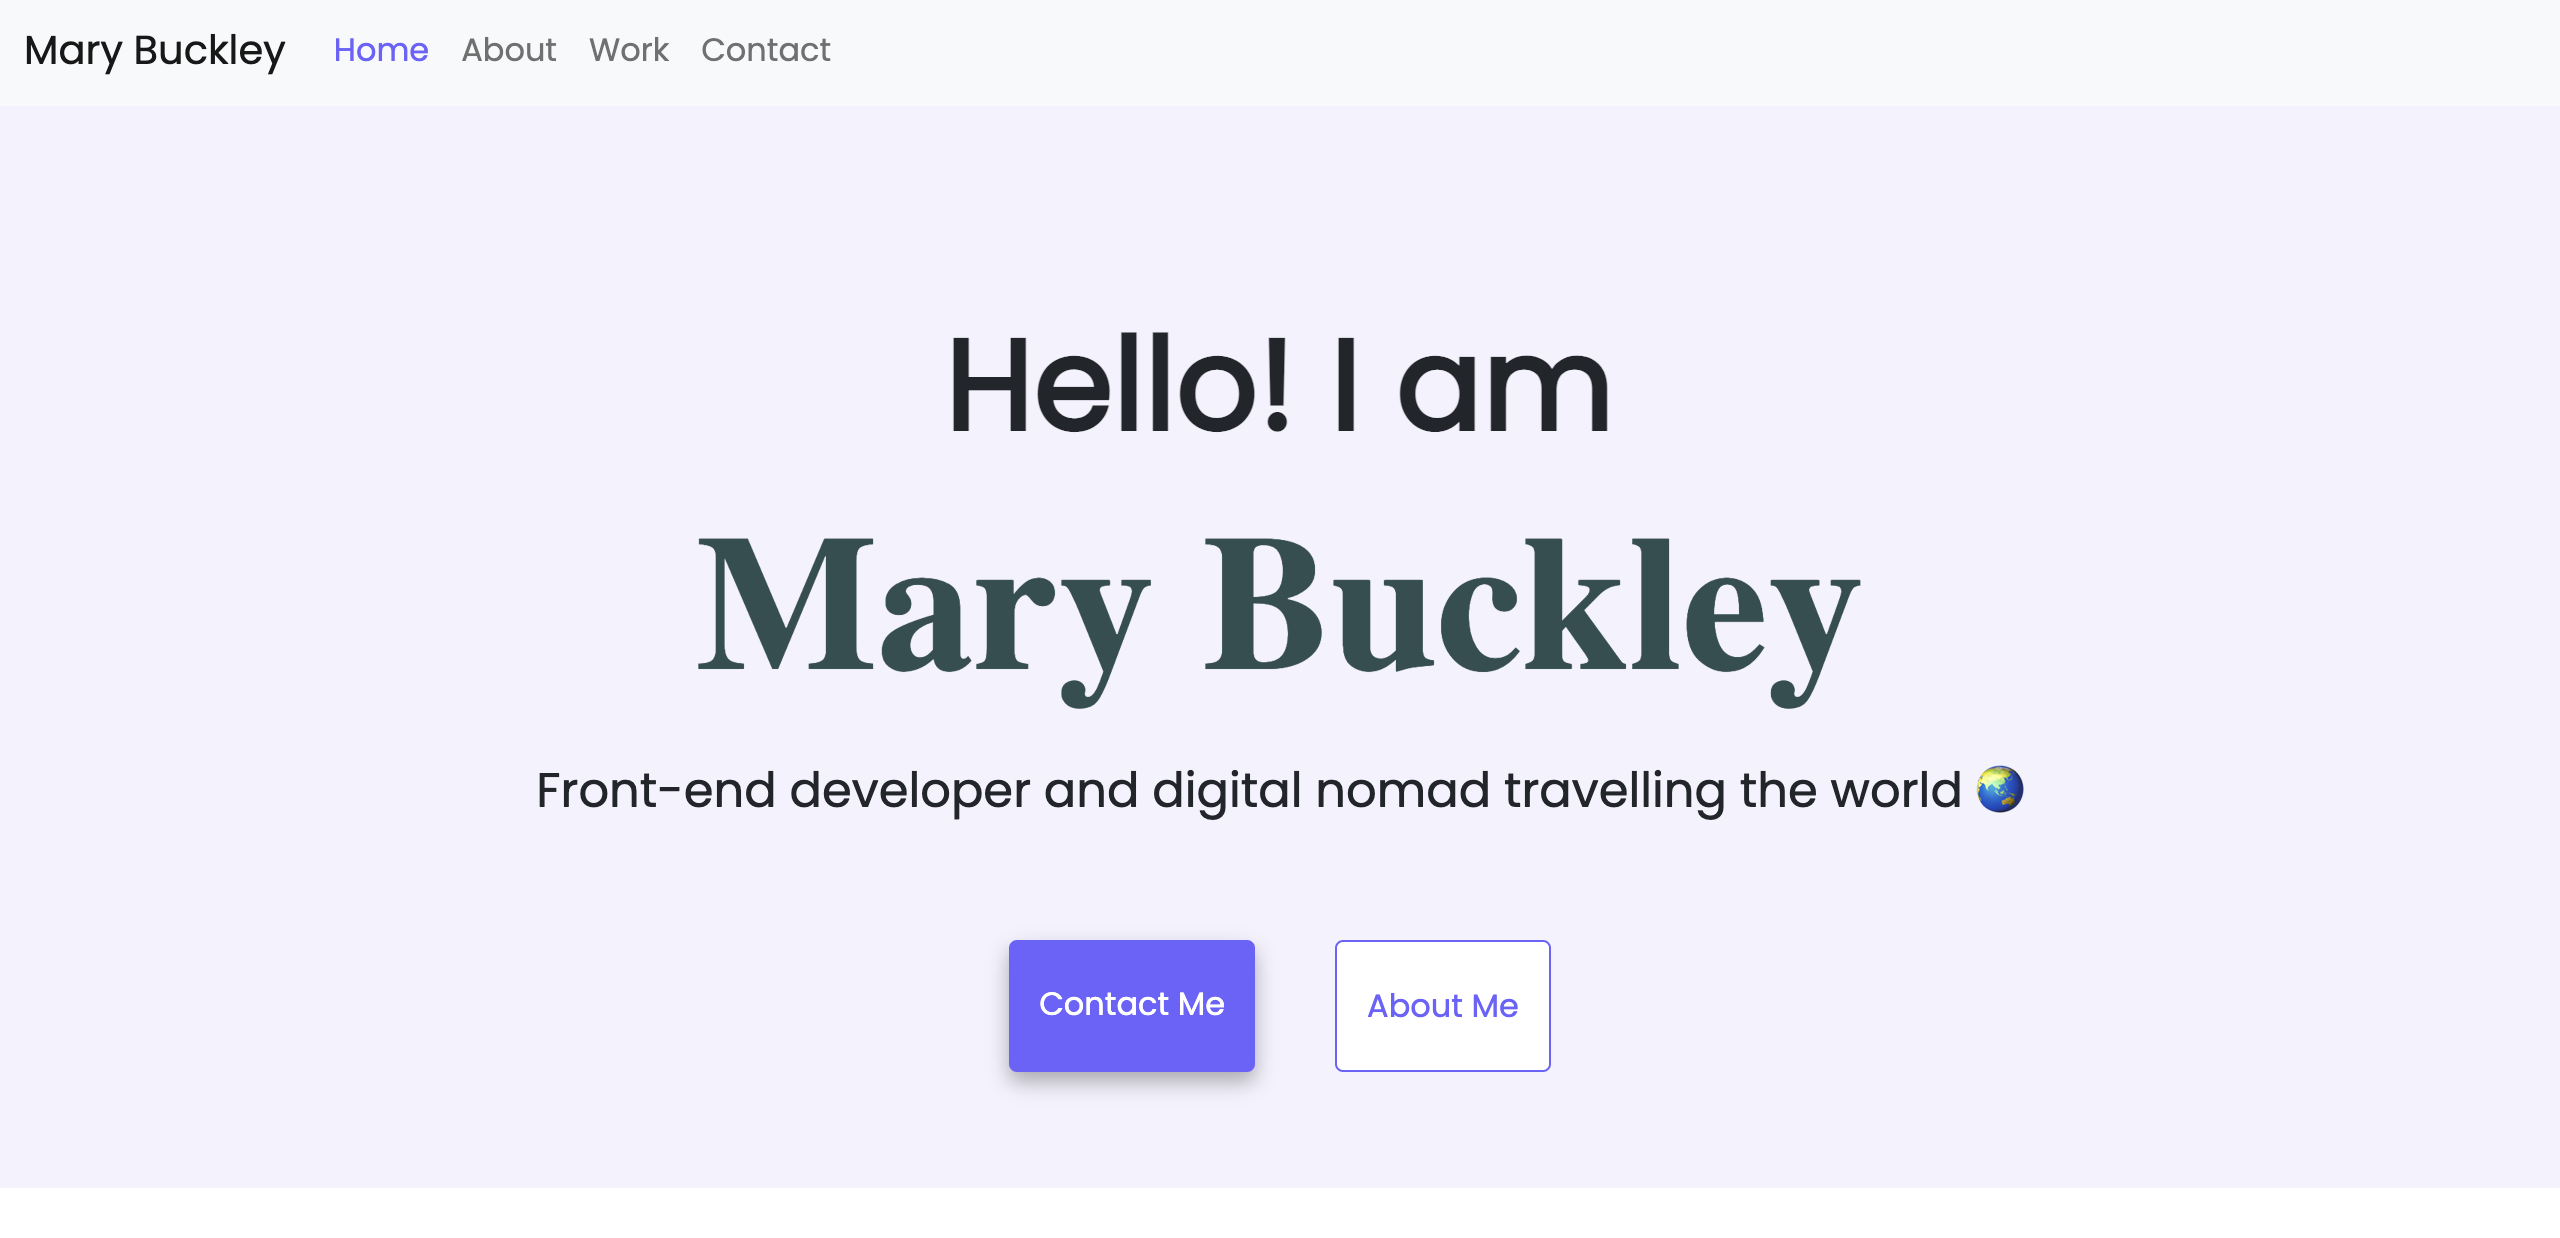 Mary Buckley Home About Work Contact
Hello! I am
Mary Buckley
Front-end developer and digital nomad travelling the world 🌏
Contact Me About Me